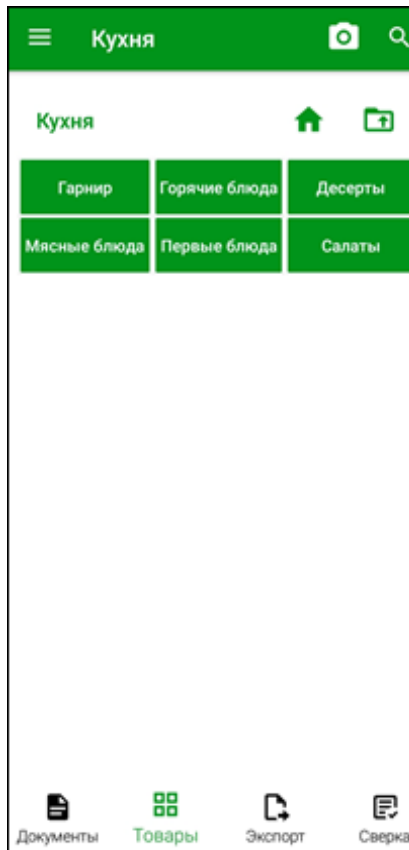 Кухня
Кухня
Гарнир Горячие блюда Десерты
Мясные блюда Первые блюда Салаты
Документы Товары Экспорт Сверка